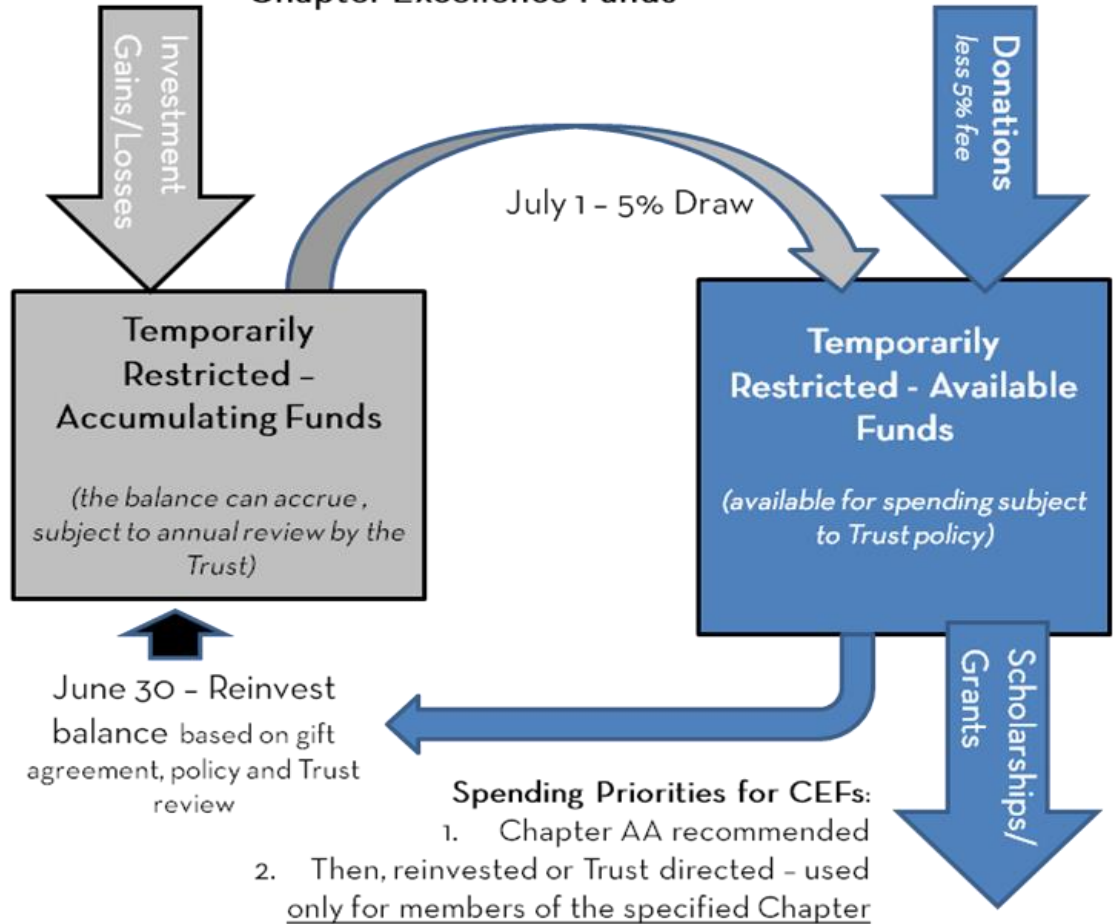 Chapter Excellence Funds
Investment
Gains/Losses
Donations
less 5% fee
July 1 – 5% Draw
Temporarily
Restricted –
Accumulating Funds
(the balance can accrue ,
subject to annual review by the
Trust)
Temporarily
Restricted - Available
Funds
(available for spending subject
to Trust policy)
June 30 – Reinvest
balance based on gift
agreement, policy and Trust
review
Scholarships/
Grants
Spending Priorities for CEFs:
1. Chapter AA recommended
2. Then, reinvested or Trust directed – used
only for members of the specified Chapter